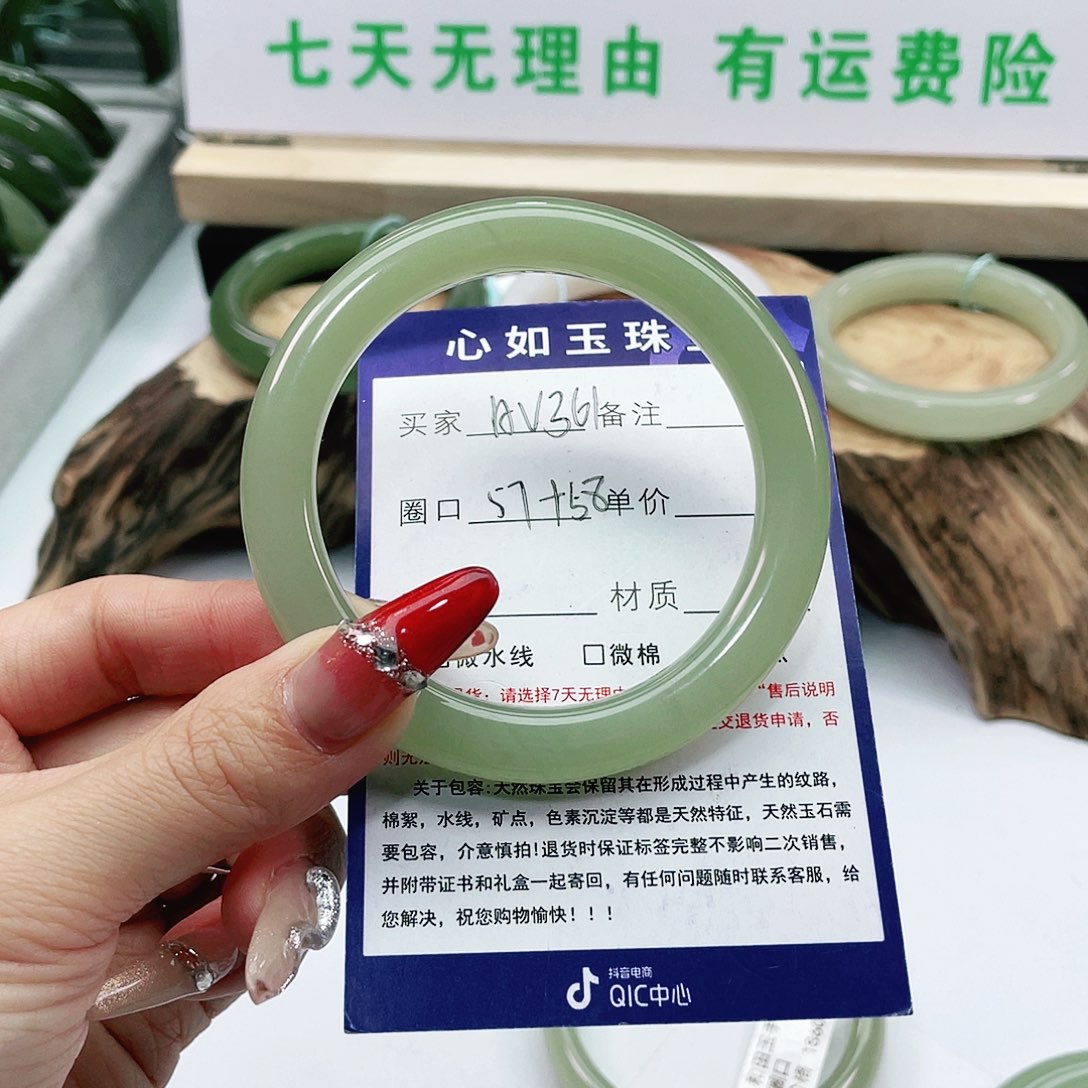 七天无理由 有运费险
心如玉珠
买家 AV361 备注
圈口 57+58 单价
材质
微水线 □微棉
请选择7天无理由 "售后说明
交退货申请，否
则无
关于包容:天然珠宝会保留其在形成过程中产生的纹路，
棉絮，水线，矿点，色素沉淀等都是天然特征，天然玉石需
要包容，介意慎拍!退货时保证标签完整不影响二次销售，
并附带证书和礼盒一起寄回，有任何问题随时联系客服，给
您解决，祝您购物愉快！！！
抖音电商
QIC中心
圈口